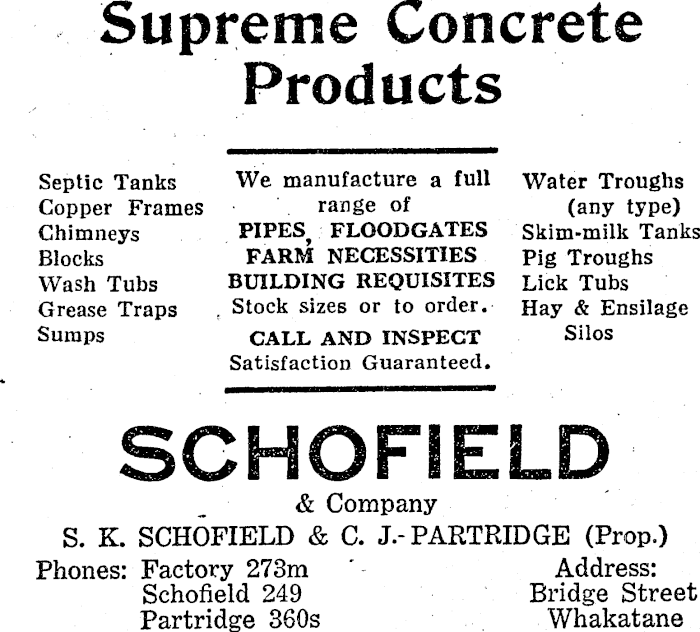 Supreme Concrete
Products
Septic Tanks
Copper Frames
Chimneys
Blocks
Wash Tubs
Grease Traps
Sumps
We manufacture a full
range of
PIPES, FLOODGATES
FARM NECESSITIES
BUILDING REQUISITES
Stock sizes or to order.
CALL AND INSPECT
Satisfaction Guaranteed.
Water Troughs
(any type)
Skim-milk Tanks
Pig Troughs
Lick Tubs
Hay & Ensilage
Silos
SCHOFIELD
& Company
S. K. SCHOFIELD & C. J. PARTRIDGE (Prop.)
Phones: Factory 273m
Schofield 249
Partridge 360s
Address:
Bridge Street
Whakatane